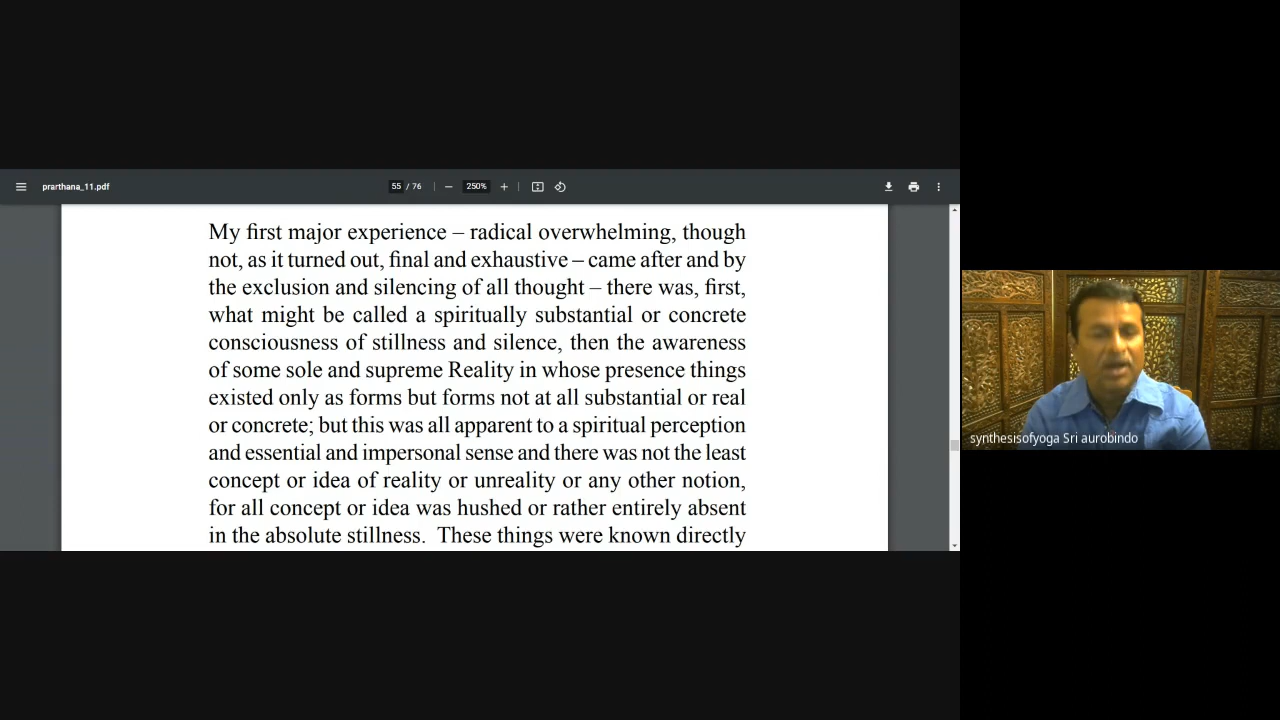 prarthana_11.pdf
55 / 76
250%
My first major experience – radical overwhelming, though
not, as it turned out, final and exhaustive – came after and by
the exclusion and silencing of all thought – there was, first,
what might be called a spiritually substantial or concrete
consciousness of stillness and silence, then the awareness
of some sole and supreme Reality in whose presence things
existed only as forms but forms not at all substantial or real
or concrete; but this was all apparent to a spiritual perception
and essential and impersonal sense and there was not the least
concept or idea of reality or unreality or any other notion,
for all concept or idea was hushed or rather entirely absent
in the absolute stillness. These things were known directly
synthesisofyoga Sri aurobindo